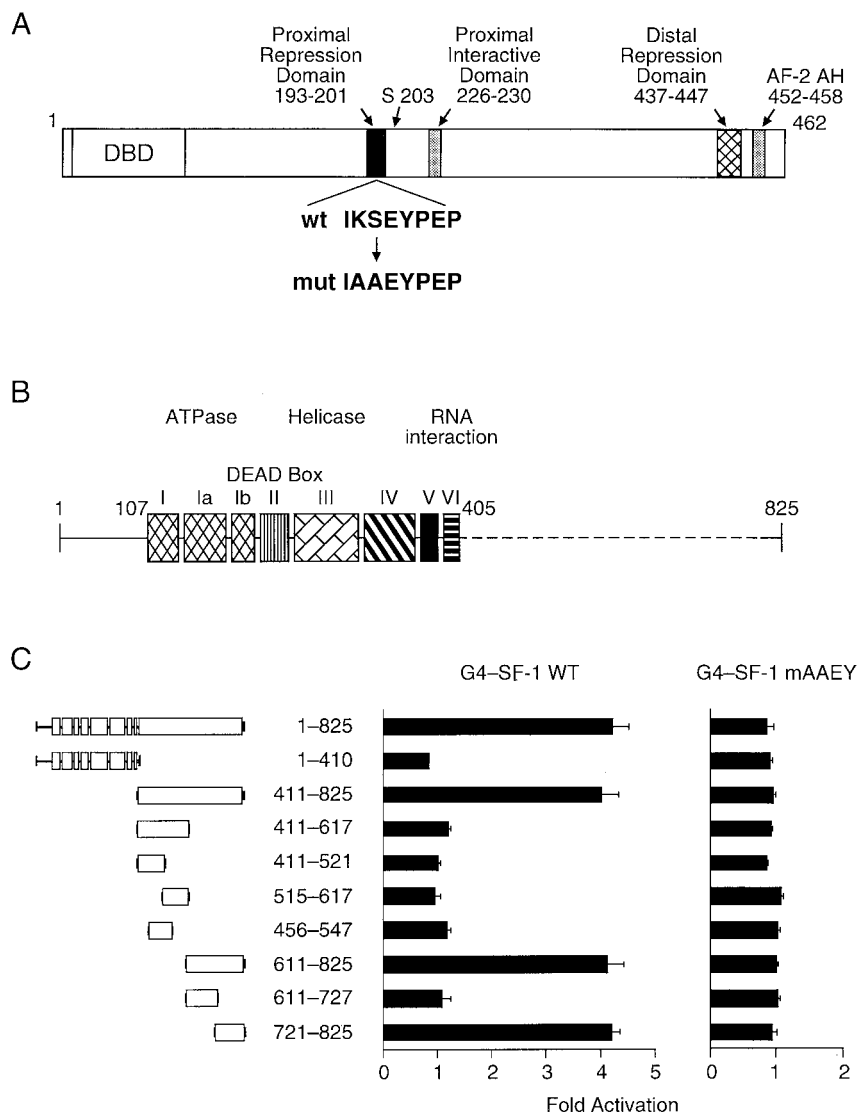 A
Proximal
Repression
Domain
193-201
S 203
Proximal
Interactive
Domain
226-230
Distal
Repression
Domain
437-447
AF-2 AH
452-458
1
462
DBD
wt IKSEYPEP
mut IAAEYPEP
B
ATPase
Helicase
RNA
interaction
DEAD Box
1
107
I
Ia
Ib
II
III
IV
V
VI
405
825
C
G4–SF-1 WT
G4–SF-1 mAAEY
1–825
1–410
411–825
411–617
411–521
515–617
456–547
611–825
611–727
721–825
0 1 2 3 4 5
0 1 2
Fold Activation